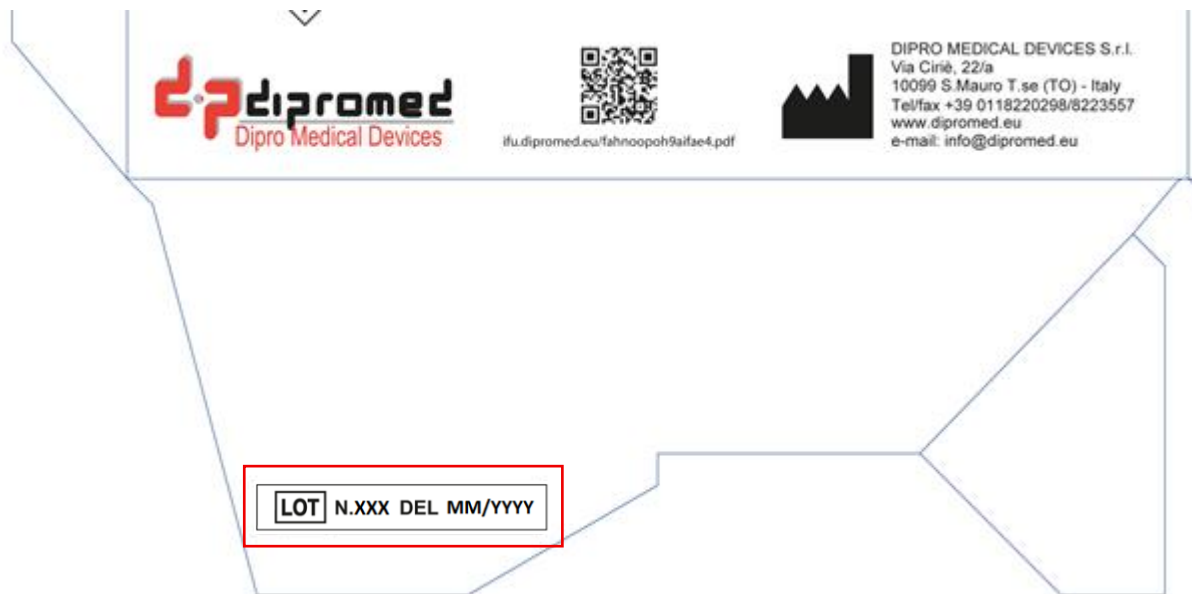 dipromed
Dipro Medical Devices
ifu.dipromed.eu/fahnoopoh9aifae4.pdf
DIPRO MEDICAL DEVICES S.r.l.
Via Ciriè, 22/a
10099 S.Mauro T.se (TO) - Italy
Tel/fax +39 0118220298/8223557
www.dipromed.eu
e-mail: info@dipromed.eu
LOT N.XXX DEL MM/YYYY